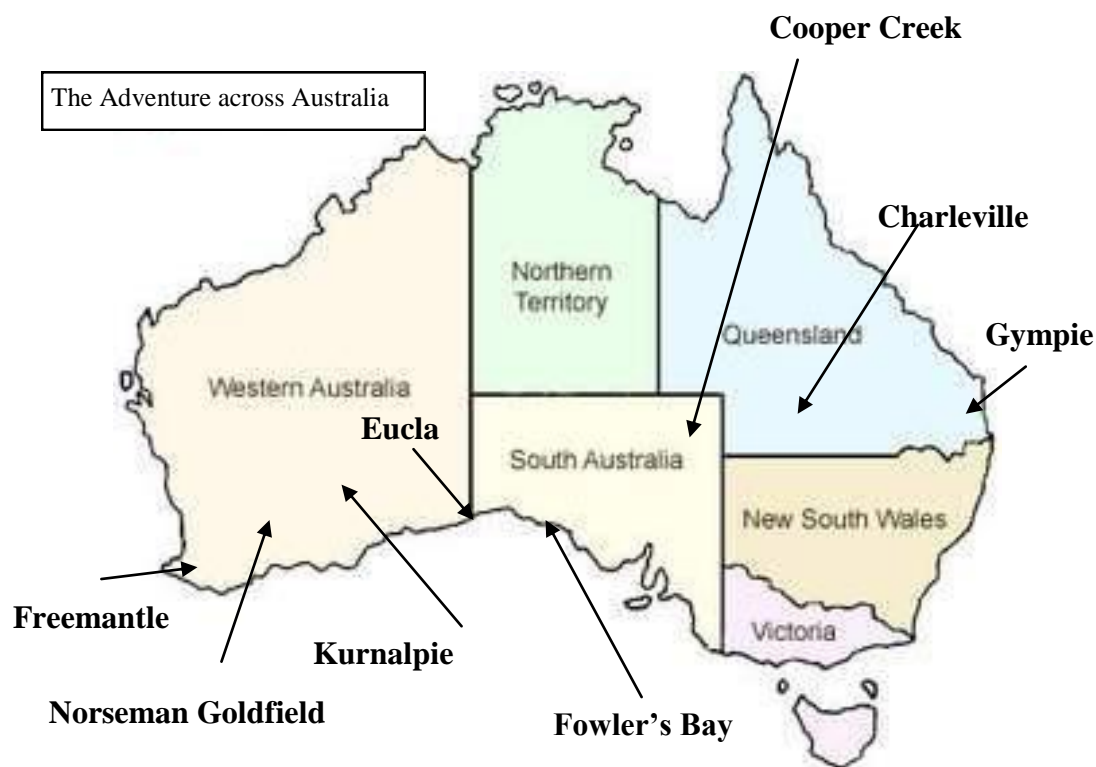 Cooper Creek
The Adventure across Australia
Charleville
Northern
Territory
Queensland
Gympie
Western Australia
Eucla
South Australia
New South Wales
Freemantle
Victoria
Kurnalpie
Norseman Goldfield
Fowler's Bay